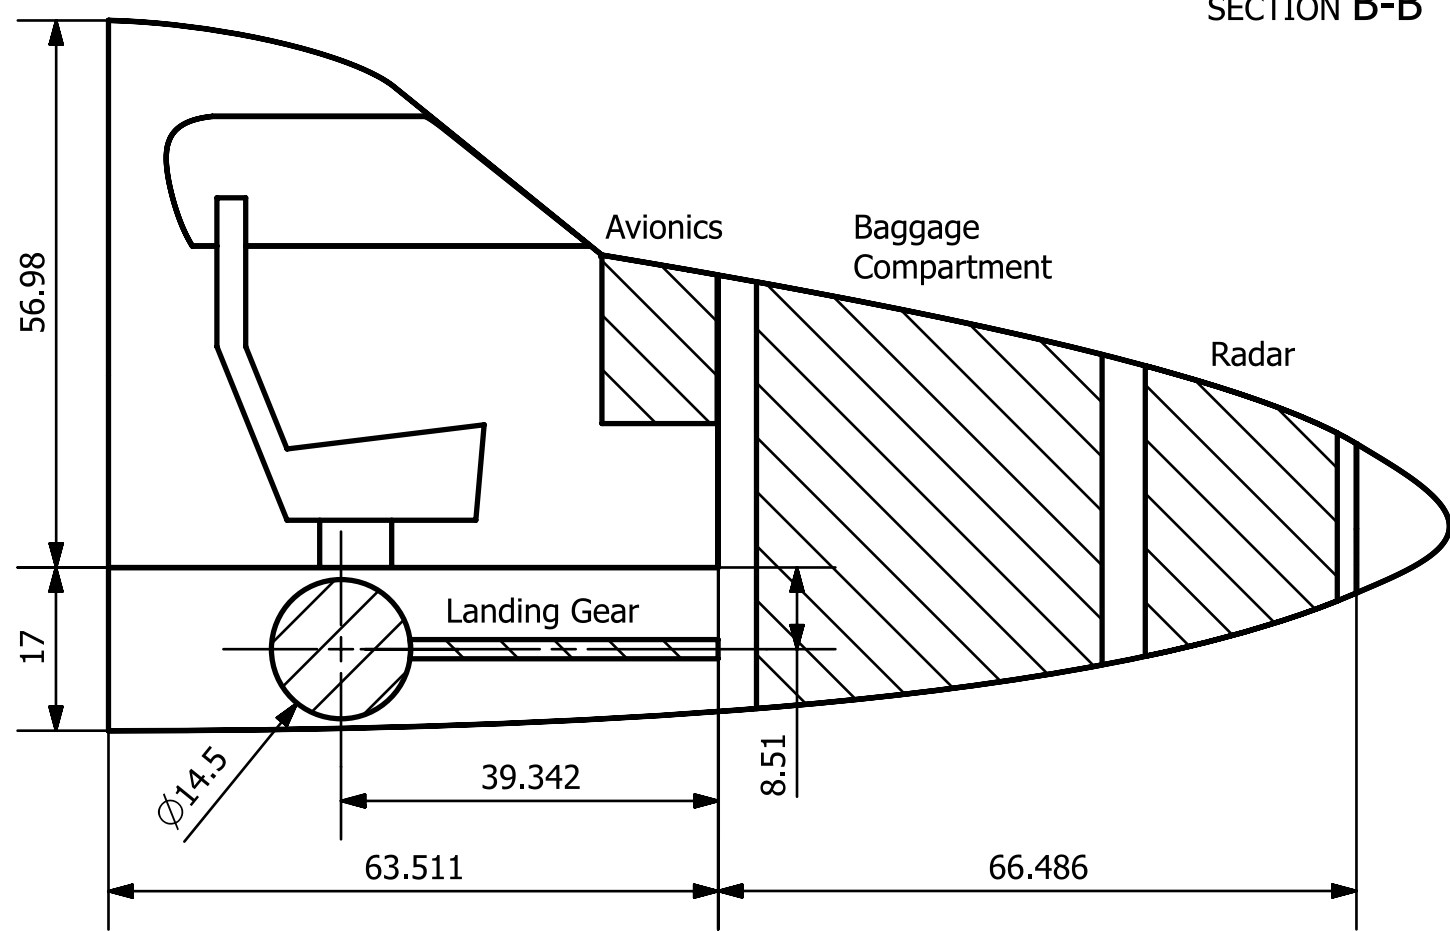 SECTION B-B
Avionics
Baggage
Compartment
Radar
56.98
Landing Gear
17
8.51
Ø14.5
39.342
63.511
66.486